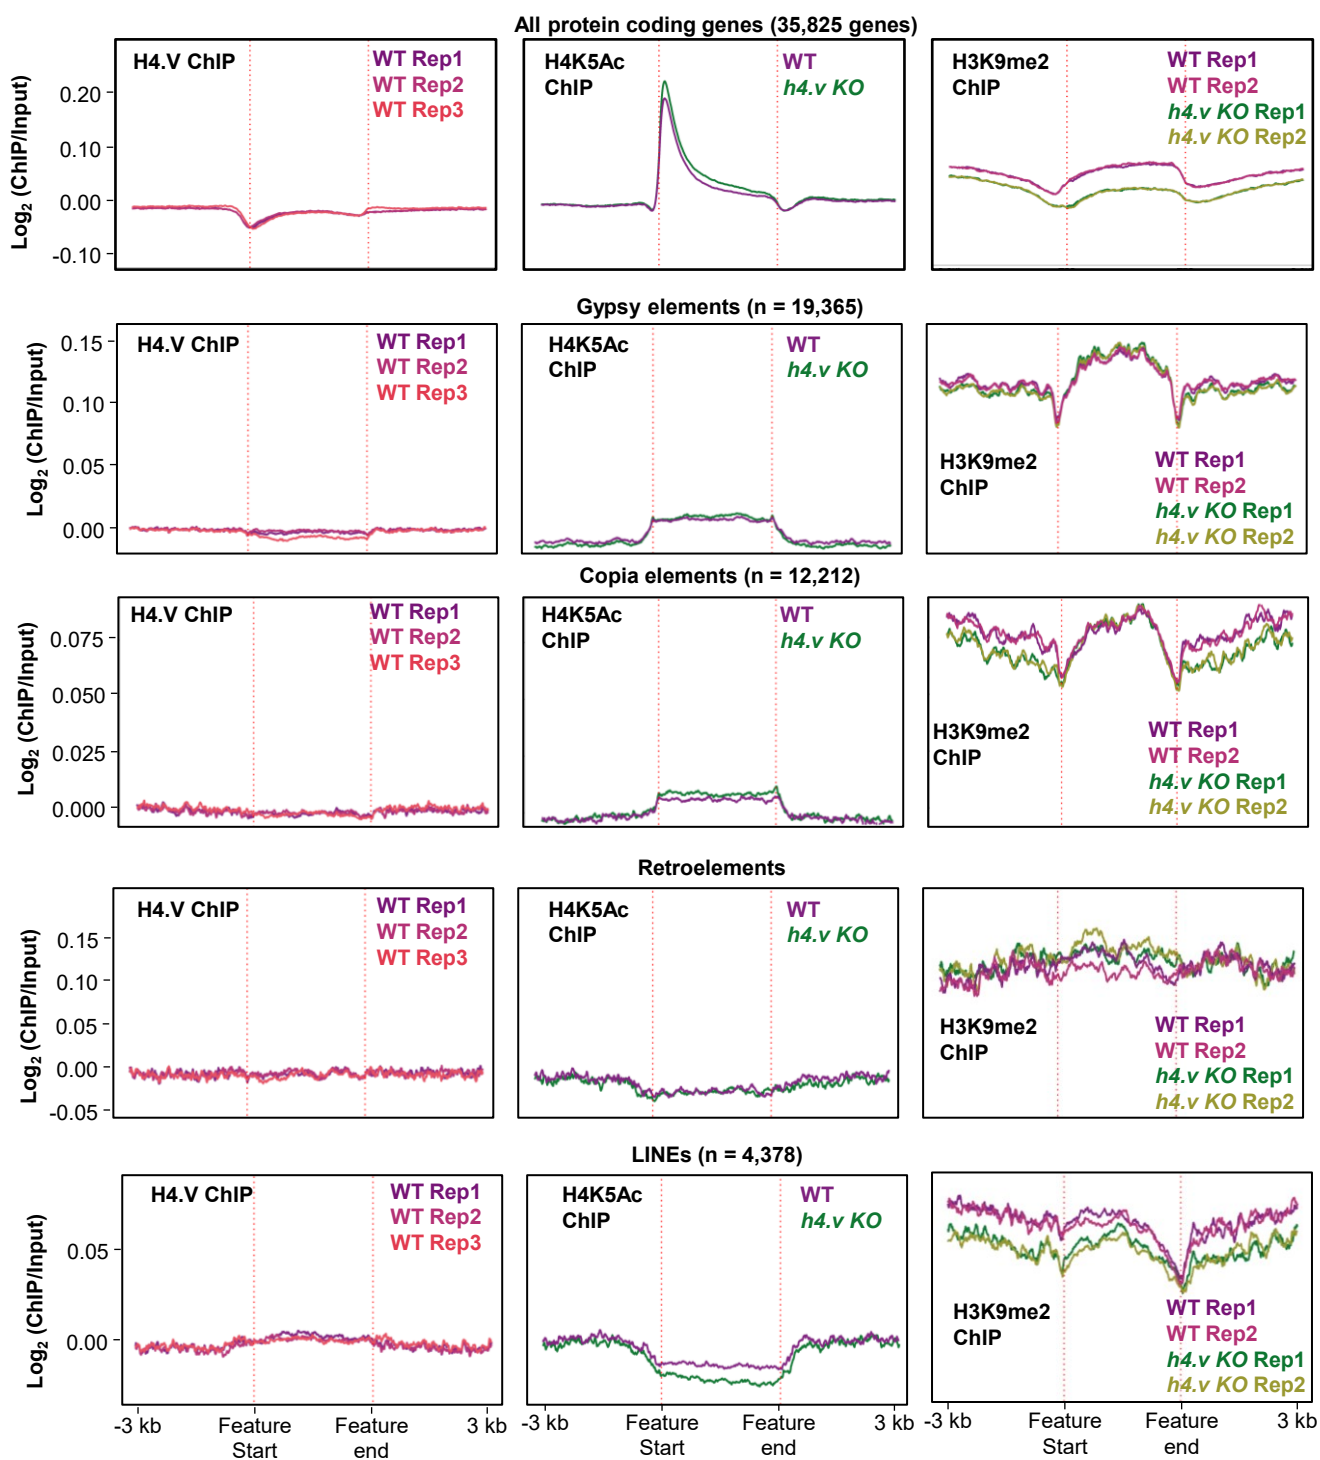 All protein coding genes (35,825 genes)
Log2 (ChIP/Input)
0.20
0.10
0.00
-0.10
H4.V ChIP
WT Rep1
WT Rep2
WT Rep3
H4K5Ac
ChIP
WT
h4.v KO
H3K9me2
ChIP
WT Rep1
WT Rep2
h4.v KO Rep1
h4.v KO Rep2
Gypsy elements (n = 19,365)
Log2 (ChIP/Input)
0.15
0.10
0.05
0.00
H4.V ChIP
WT Rep1
WT Rep2
WT Rep3
H4K5Ac
ChIP
WT
h4.v KO
H3K9me2
ChIP
WT Rep1
WT Rep2
h4.v KO Rep1
h4.v KO Rep2
Copia elements (n = 12,212)
Log2 (ChIP/Input)
0.075
0.050
0.025
0.000
H4.V ChIP
WT Rep1
WT Rep2
WT Rep3
H4K5Ac
ChIP
WT
h4.v KO
H3K9me2
ChIP
WT Rep1
WT Rep2
h4.v KO Rep1
h4.v KO Rep2
Retroelements
Log2 (ChIP/Input)
0.15
0.10
0.05
0.00
-0.05
H4.V ChIP
WT Rep1
WT Rep2
WT Rep3
H4K5Ac
ChIP
WT
h4.v KO
H3K9me2
ChIP
WT Rep1
WT Rep2
h4.v KO Rep1
h4.v KO Rep2
LINEs (n = 4,378)
Log2 (ChIP/Input)
0.05
0.00
H4.V ChIP
WT Rep1
WT Rep2
WT Rep3
H4K5Ac
ChIP
WT
h4.v KO
H3K9me2
ChIP
WT Rep1
WT Rep2
h4.v KO Rep1
h4.v KO Rep2
-3 kb
Feature
Start
Feature
end
3 kb
-3 kb
Feature
Start
Feature
end
3 kb
-3 kb
Feature
Start
Feature
end
3 kb